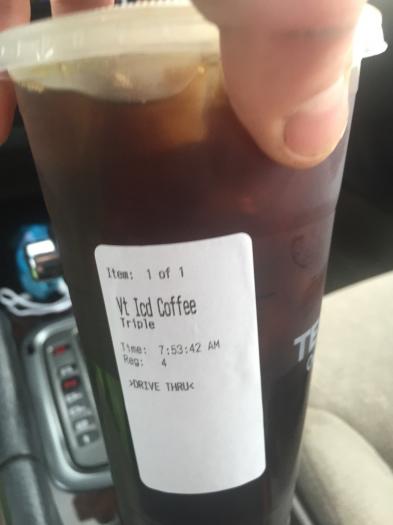 Item: 1 of 1
Vt Icd Coffee
Triple
Time: 7:53:42 AM
Reg: 4
>DRIVE THRU<